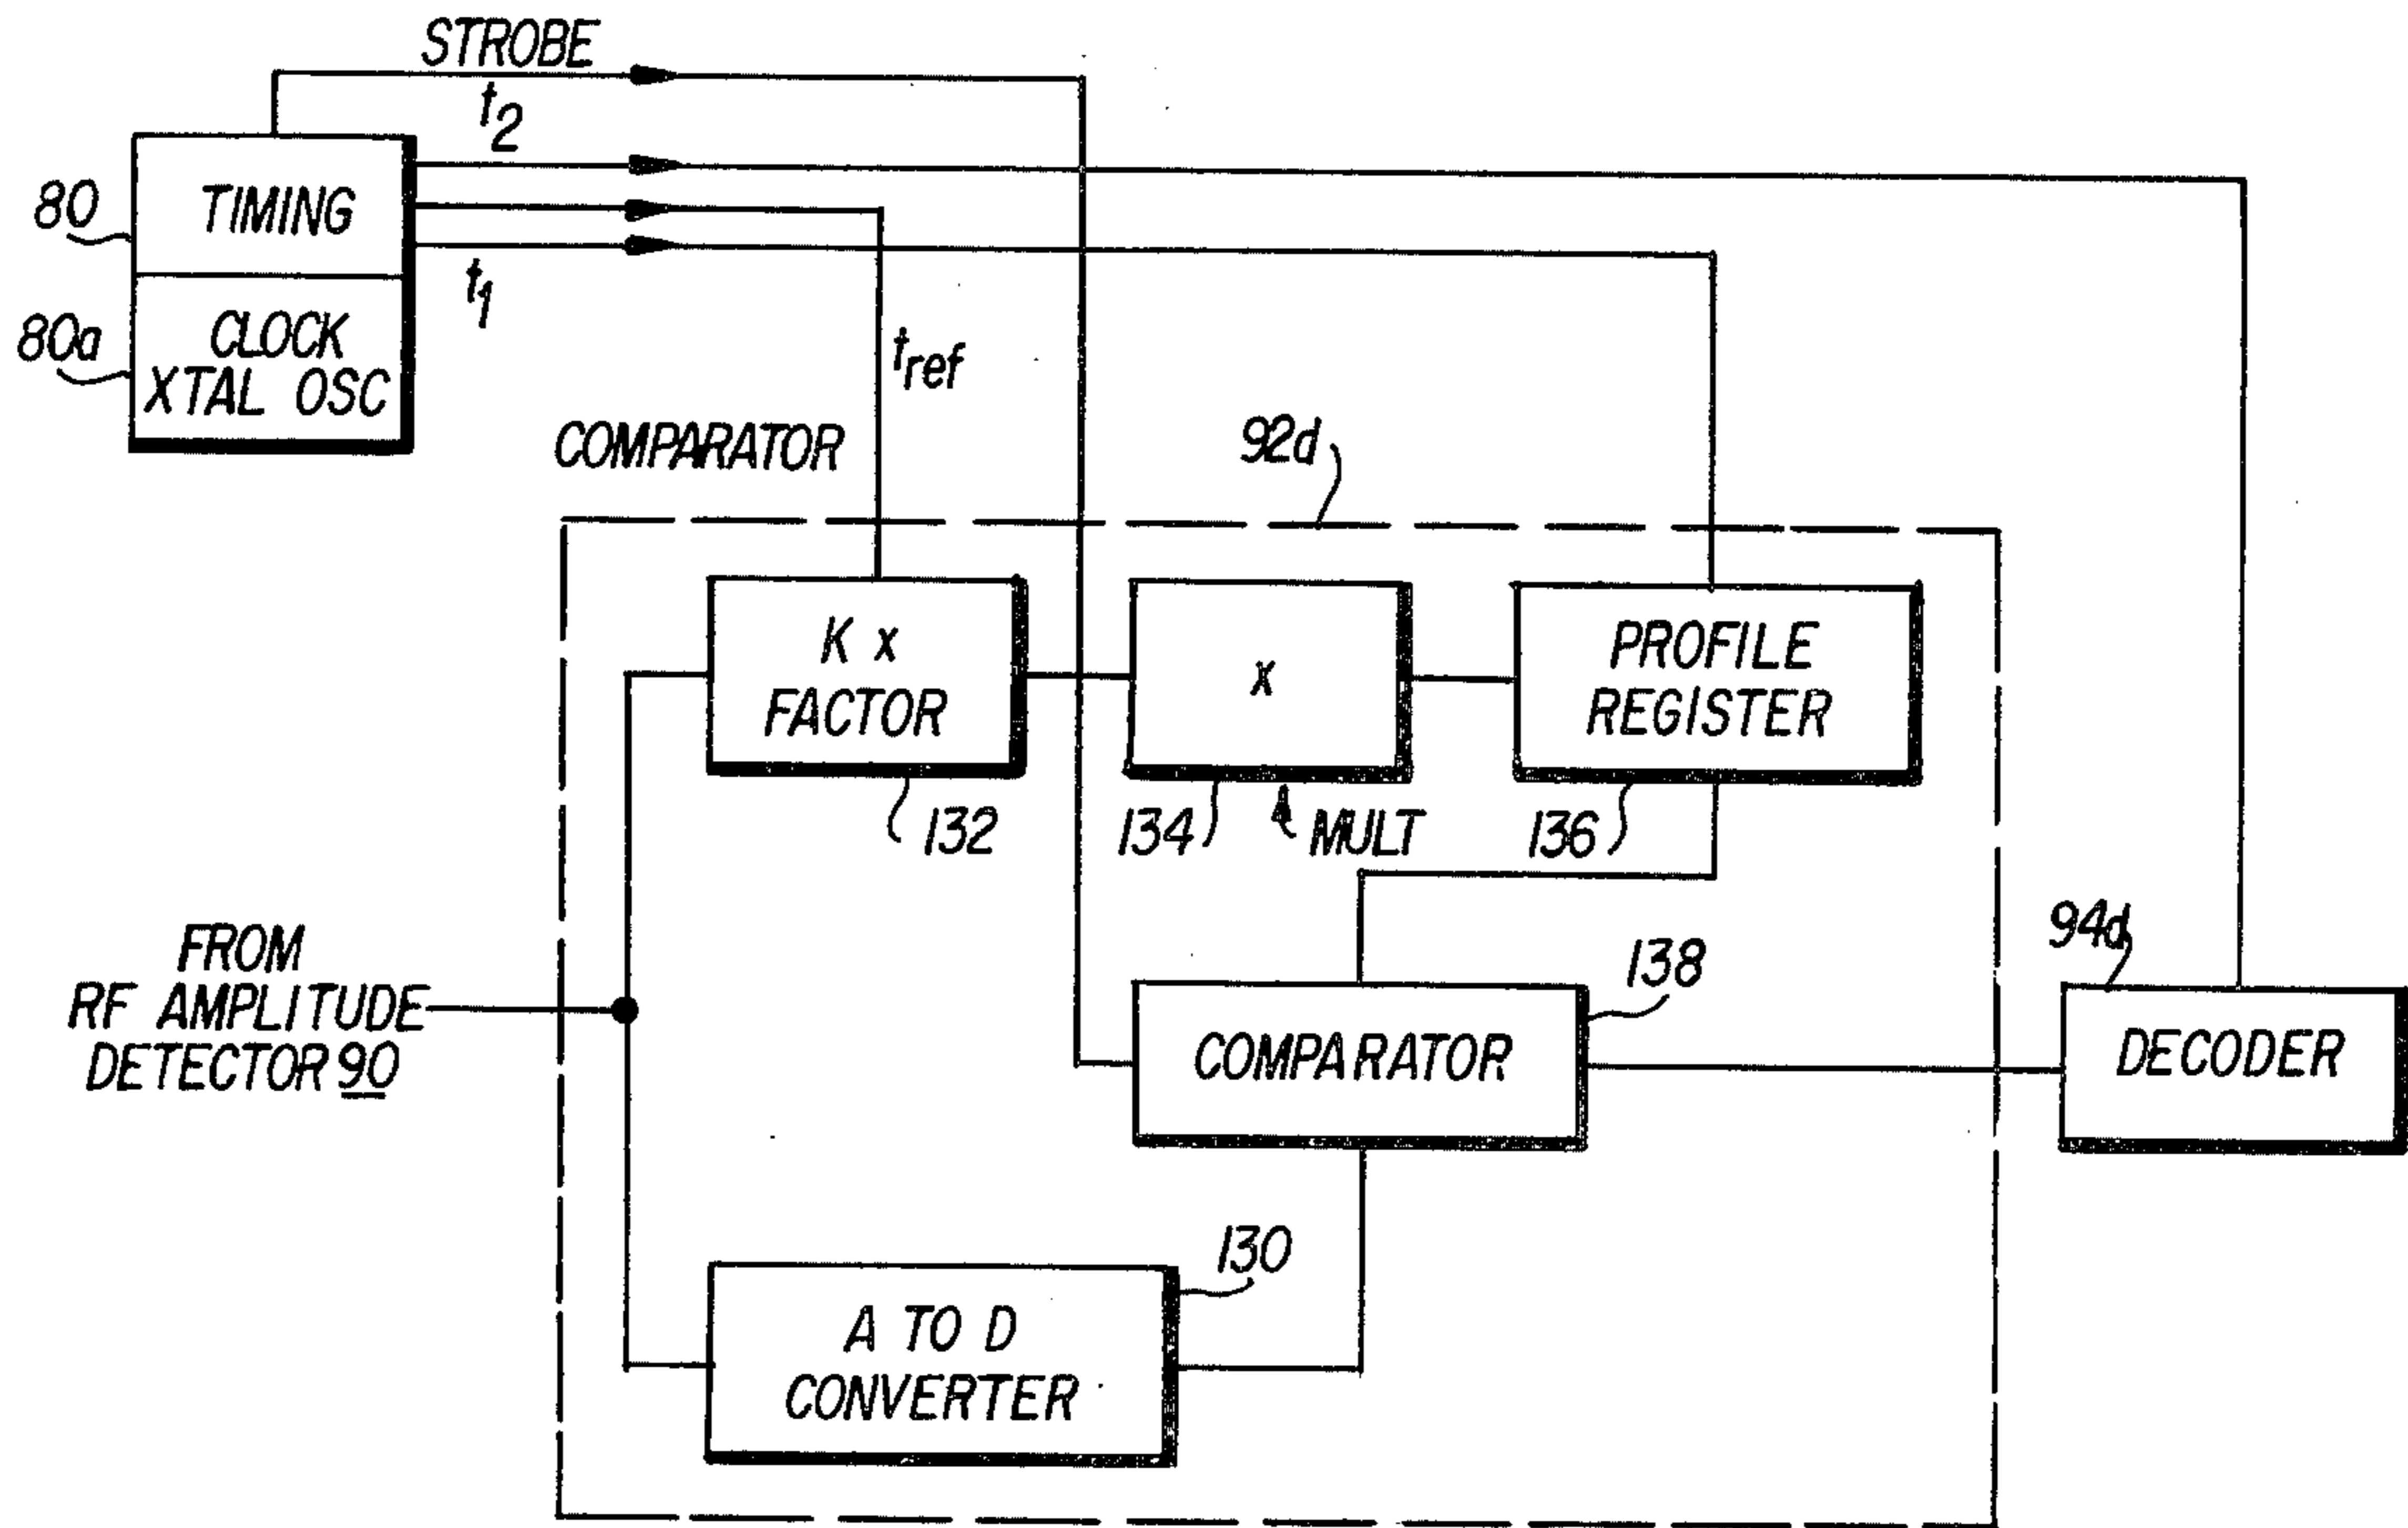 STROBE
t2
80
TIMING
t1
80a
CLOCK
XTAL OSC
tref
COMPARATOR
92d
K x
FACTOR
x
PROFILE
REGISTER
132
134
MULT
136
FROM
RF AMPLITUDE
DETECTOR 90
138
94d
COMPARATOR
DECODER
130
A TO D
CONVERTER